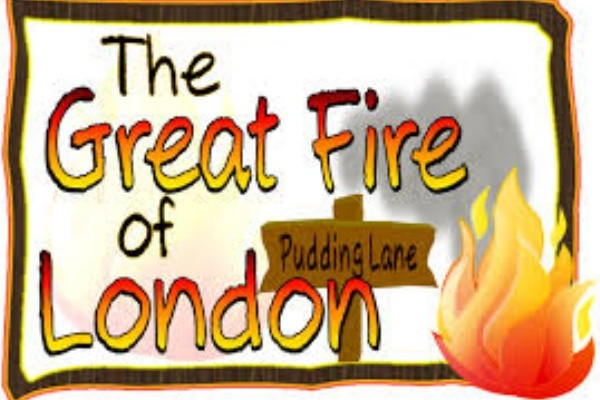 The
Great Fire
of
Pudding Lane
London